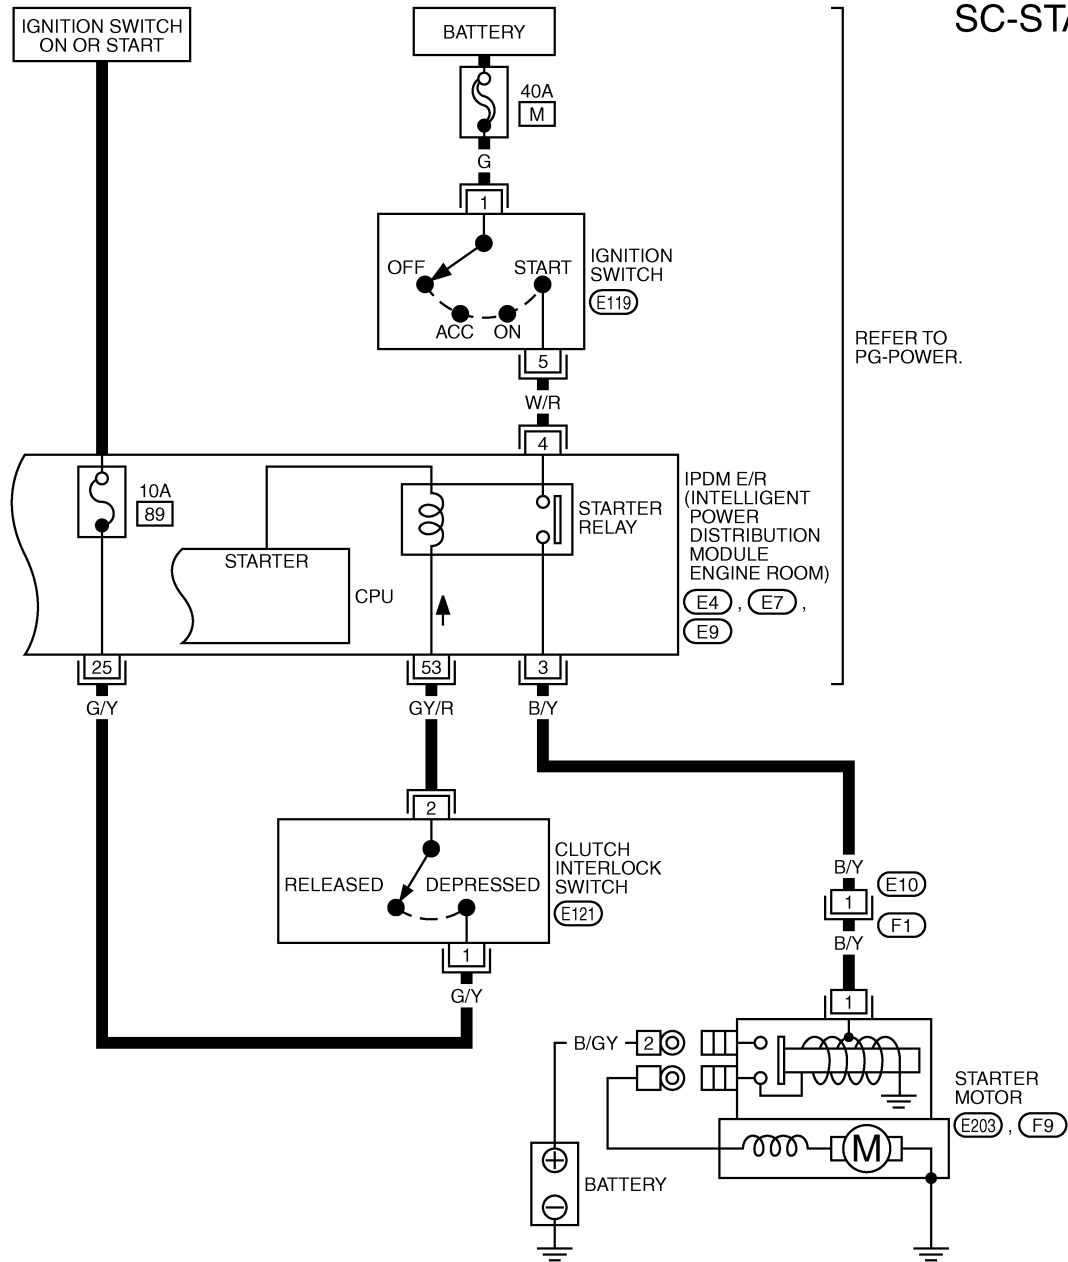 SC-STA
IGNITION SWITCH
ON OR START
BATTERY
40A
M
G
1
OFF
START
ACC
ON
IGNITION
SWITCH
E119
5
W/R
4
REFER TO
PG-POWER.
10A
89
STARTER
CPU
STARTER
RELAY
IPDM E/R
(INTELLIGENT
POWER
DISTRIBUTION
MODULE
ENGINE ROOM)
E4 , E7 ,
E9
25
53
3
G/Y
GY/R
B/Y
2
RELEASED
DEPRESSED
CLUTCH
INTERLOCK
SWITCH
E121
1
G/Y
B/Y
E10
1
F1
B/Y
1
B/GY
2
STARTER
MOTOR
E203 , F9
M
+
BATTERY
−